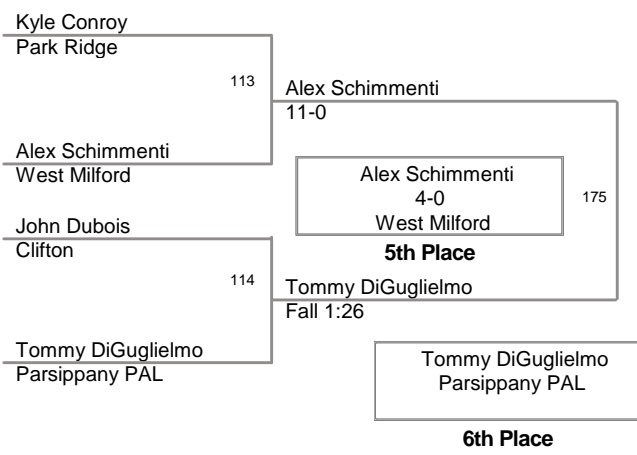 Kyle Conroy
Park Ridge
113
Alex Schimmenti
11-0
Alex Schimmenti
West Milford
Alex Schimmenti
4-0
West Milford
175
5th Place
John Dubois
Clifton
114
Tommy DiGuglielmo
Fall 1:26
Tommy DiGuglielmo
Parsippany PAL
Tommy DiGuglielmo
Parsippany PAL
6th Place